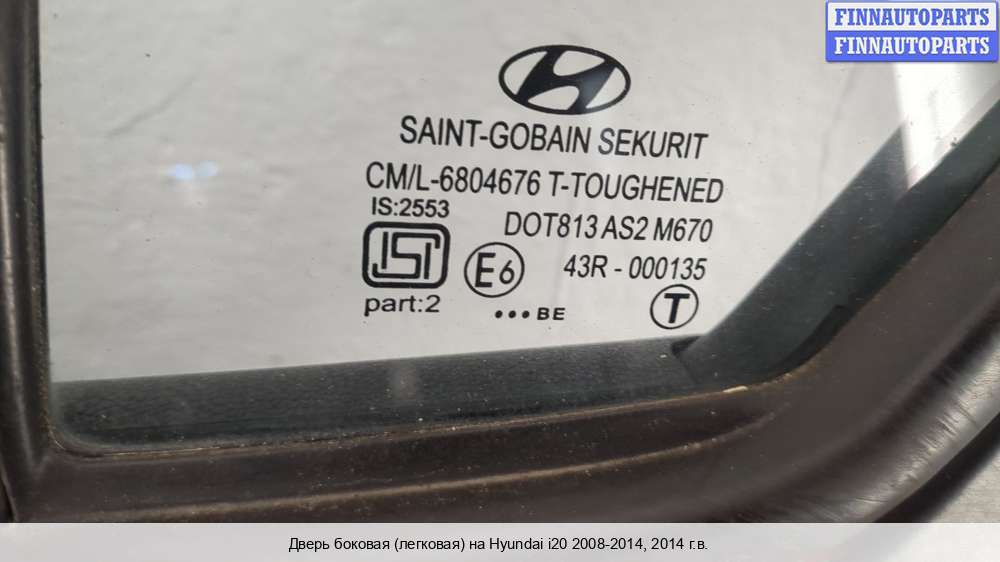 FINNAUTOPARTS
FINNAUTOPARTS
SAINT-GOBAIN SEKURIT
CM/L-6804676 T-TOUGHENED
IS:2553
DOT813 AS2 M670
ISI
E6
43R - 000135
part:2
•••BE
T
Дверь боковая (легковая) на Hyundai i20 2008-2014, 2014 г.в.